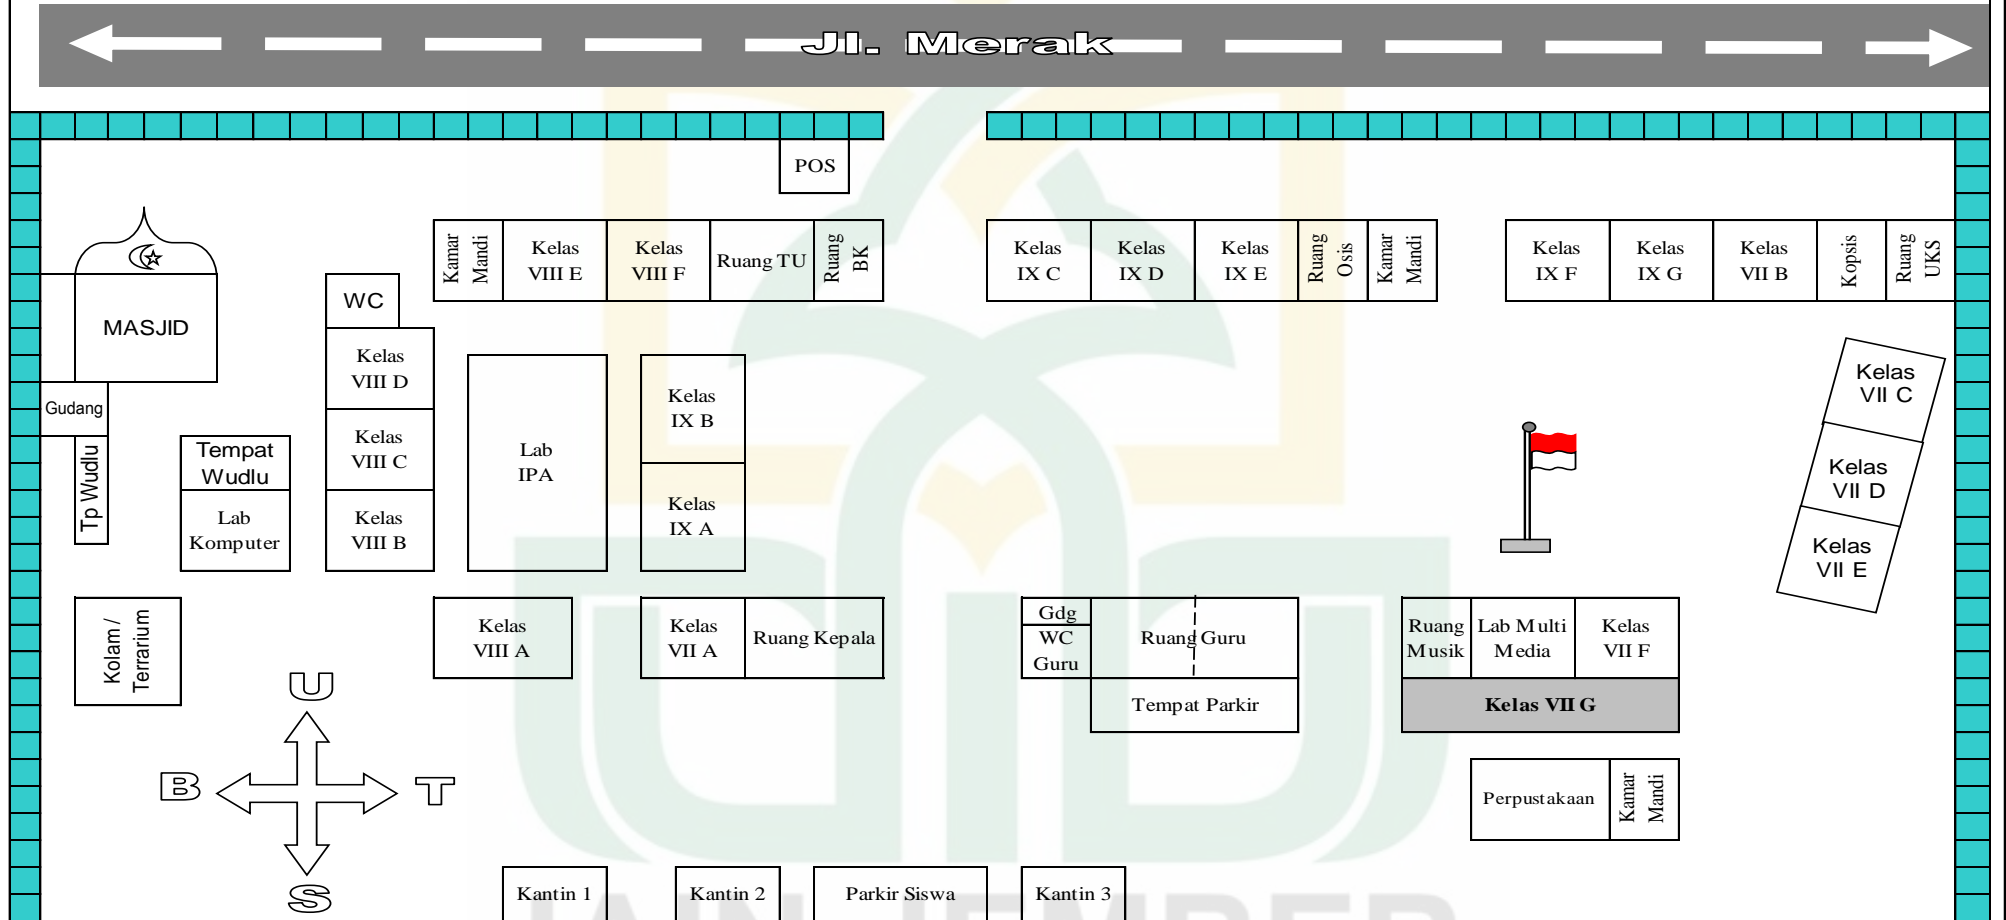 Jl. Merak
POS
Kamar
Mandi
Kelas
VIII E
Kelas
VIII F
Ruang TU
Ruang
BK
Kelas
IX C
Kelas
IX D
Kelas
IX E
Ruang
Osis
Kamar
Mandi
Kelas
IX F
Kelas
IX G
Kelas
VII B
Kopsis
Ruang
UKS
MASJID
WC
Kelas
VIII D
Kelas
VIII C
Kelas
VIII B
Gudang
Tp Wudlu
Tempat
Wudlu
Lab
Komputer
Lab
IPA
Kelas
IX B
Kelas
IX A
Kelas
VII C
Kelas
VII D
Kelas
VII E
Kolam /
Terrarium
Kelas
VIII A
Kelas
VII A
Ruang Kepala
Gdg
WC
Guru
Ruang Guru
Tempat Parkir
Ruang
Musik
Lab Multi
Media
Kelas
VII F
Kelas VII G
Perpustakaan
Kamar
Mandi
U
B
T
S
Kantin 1
Kantin 2
Parkir Siswa
Kantin 3
IAIN JEMBER